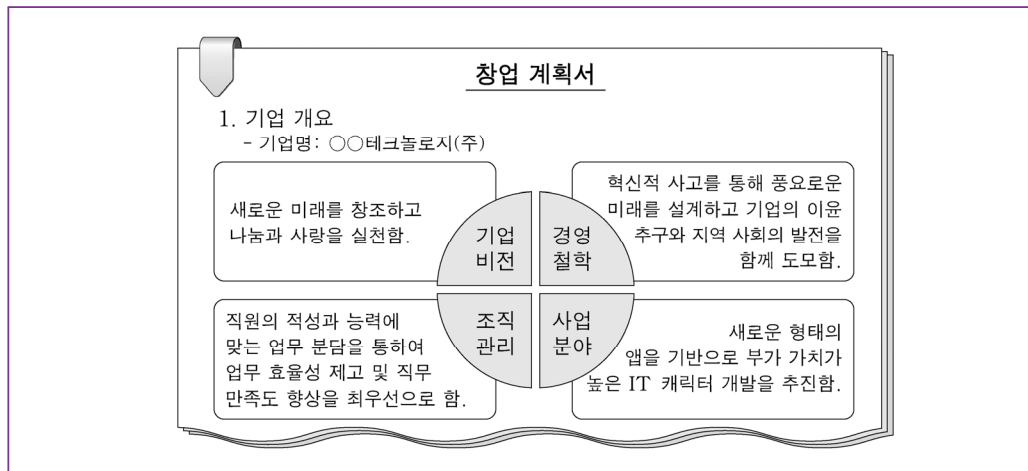 창업 계획서
1. 기업 개요
- 기업명: ○○테크놀로지(주)
새로운 미래를 창조하고
나눔과 사랑을 실천함.
기업
비전
경영
철학
혁신적 사고를 통해 풍요로운
미래를 설계하고 기업의 이윤
추구와 지역 사회의 발전을
함께 도모함.
직원의 적성과 능력에
맞는 업무 분담을 통하여
업무 효율성 제고 및 직무
만족도 향상을 최우선으로 함.
조직
관리
사업
분야
새로운 형태의
앱을 기반으로 부가 가치가
높은 IT 캐릭터 개발을 추진함.